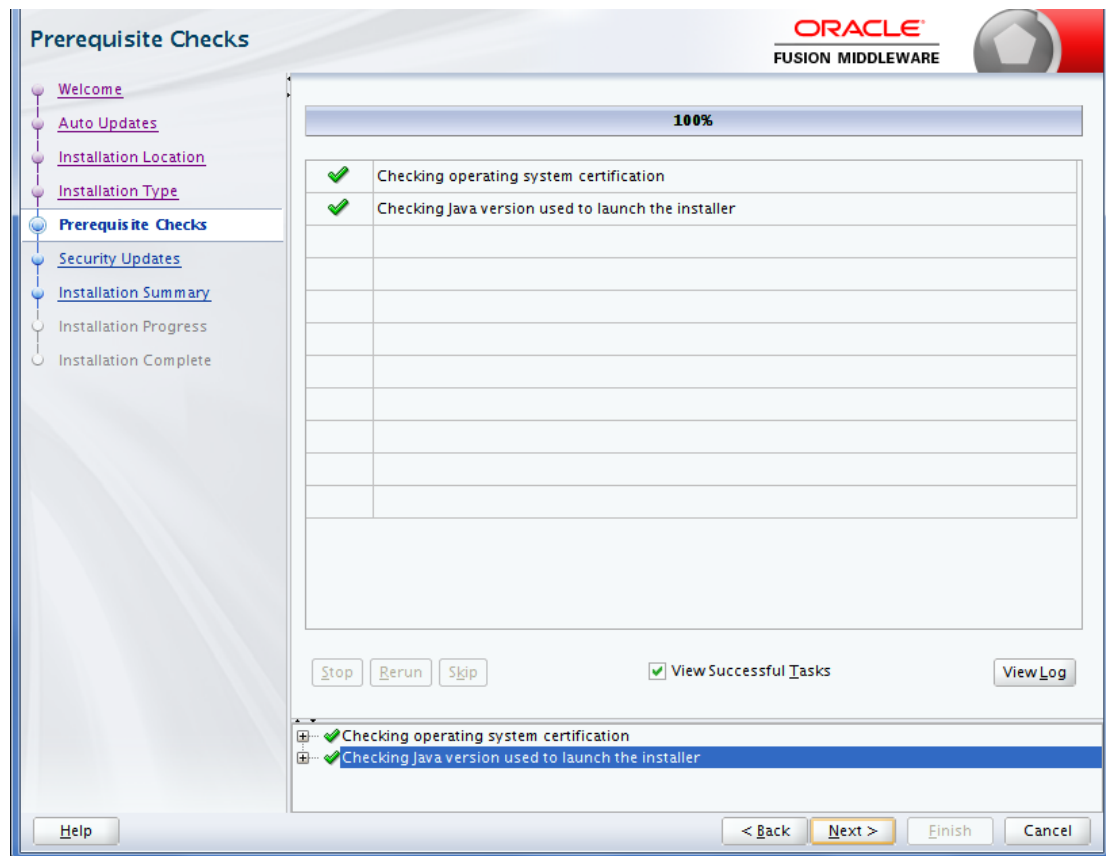 Prerequisite Checks
ORACLE
FUSION MIDDLEWARE
Welcome
Auto Updates
Installation Location
Installation Type
Prerequisite Checks
Security Updates
Installation Summary
Installation Progress
Installation Complete
100%
Checking operating system certification
Checking Java version used to launch the installer
Stop Rerun Skip View Successful Tasks View Log
Checking operating system certification
Checking Java version used to launch the installer
Help < Back Next > Finish Cancel